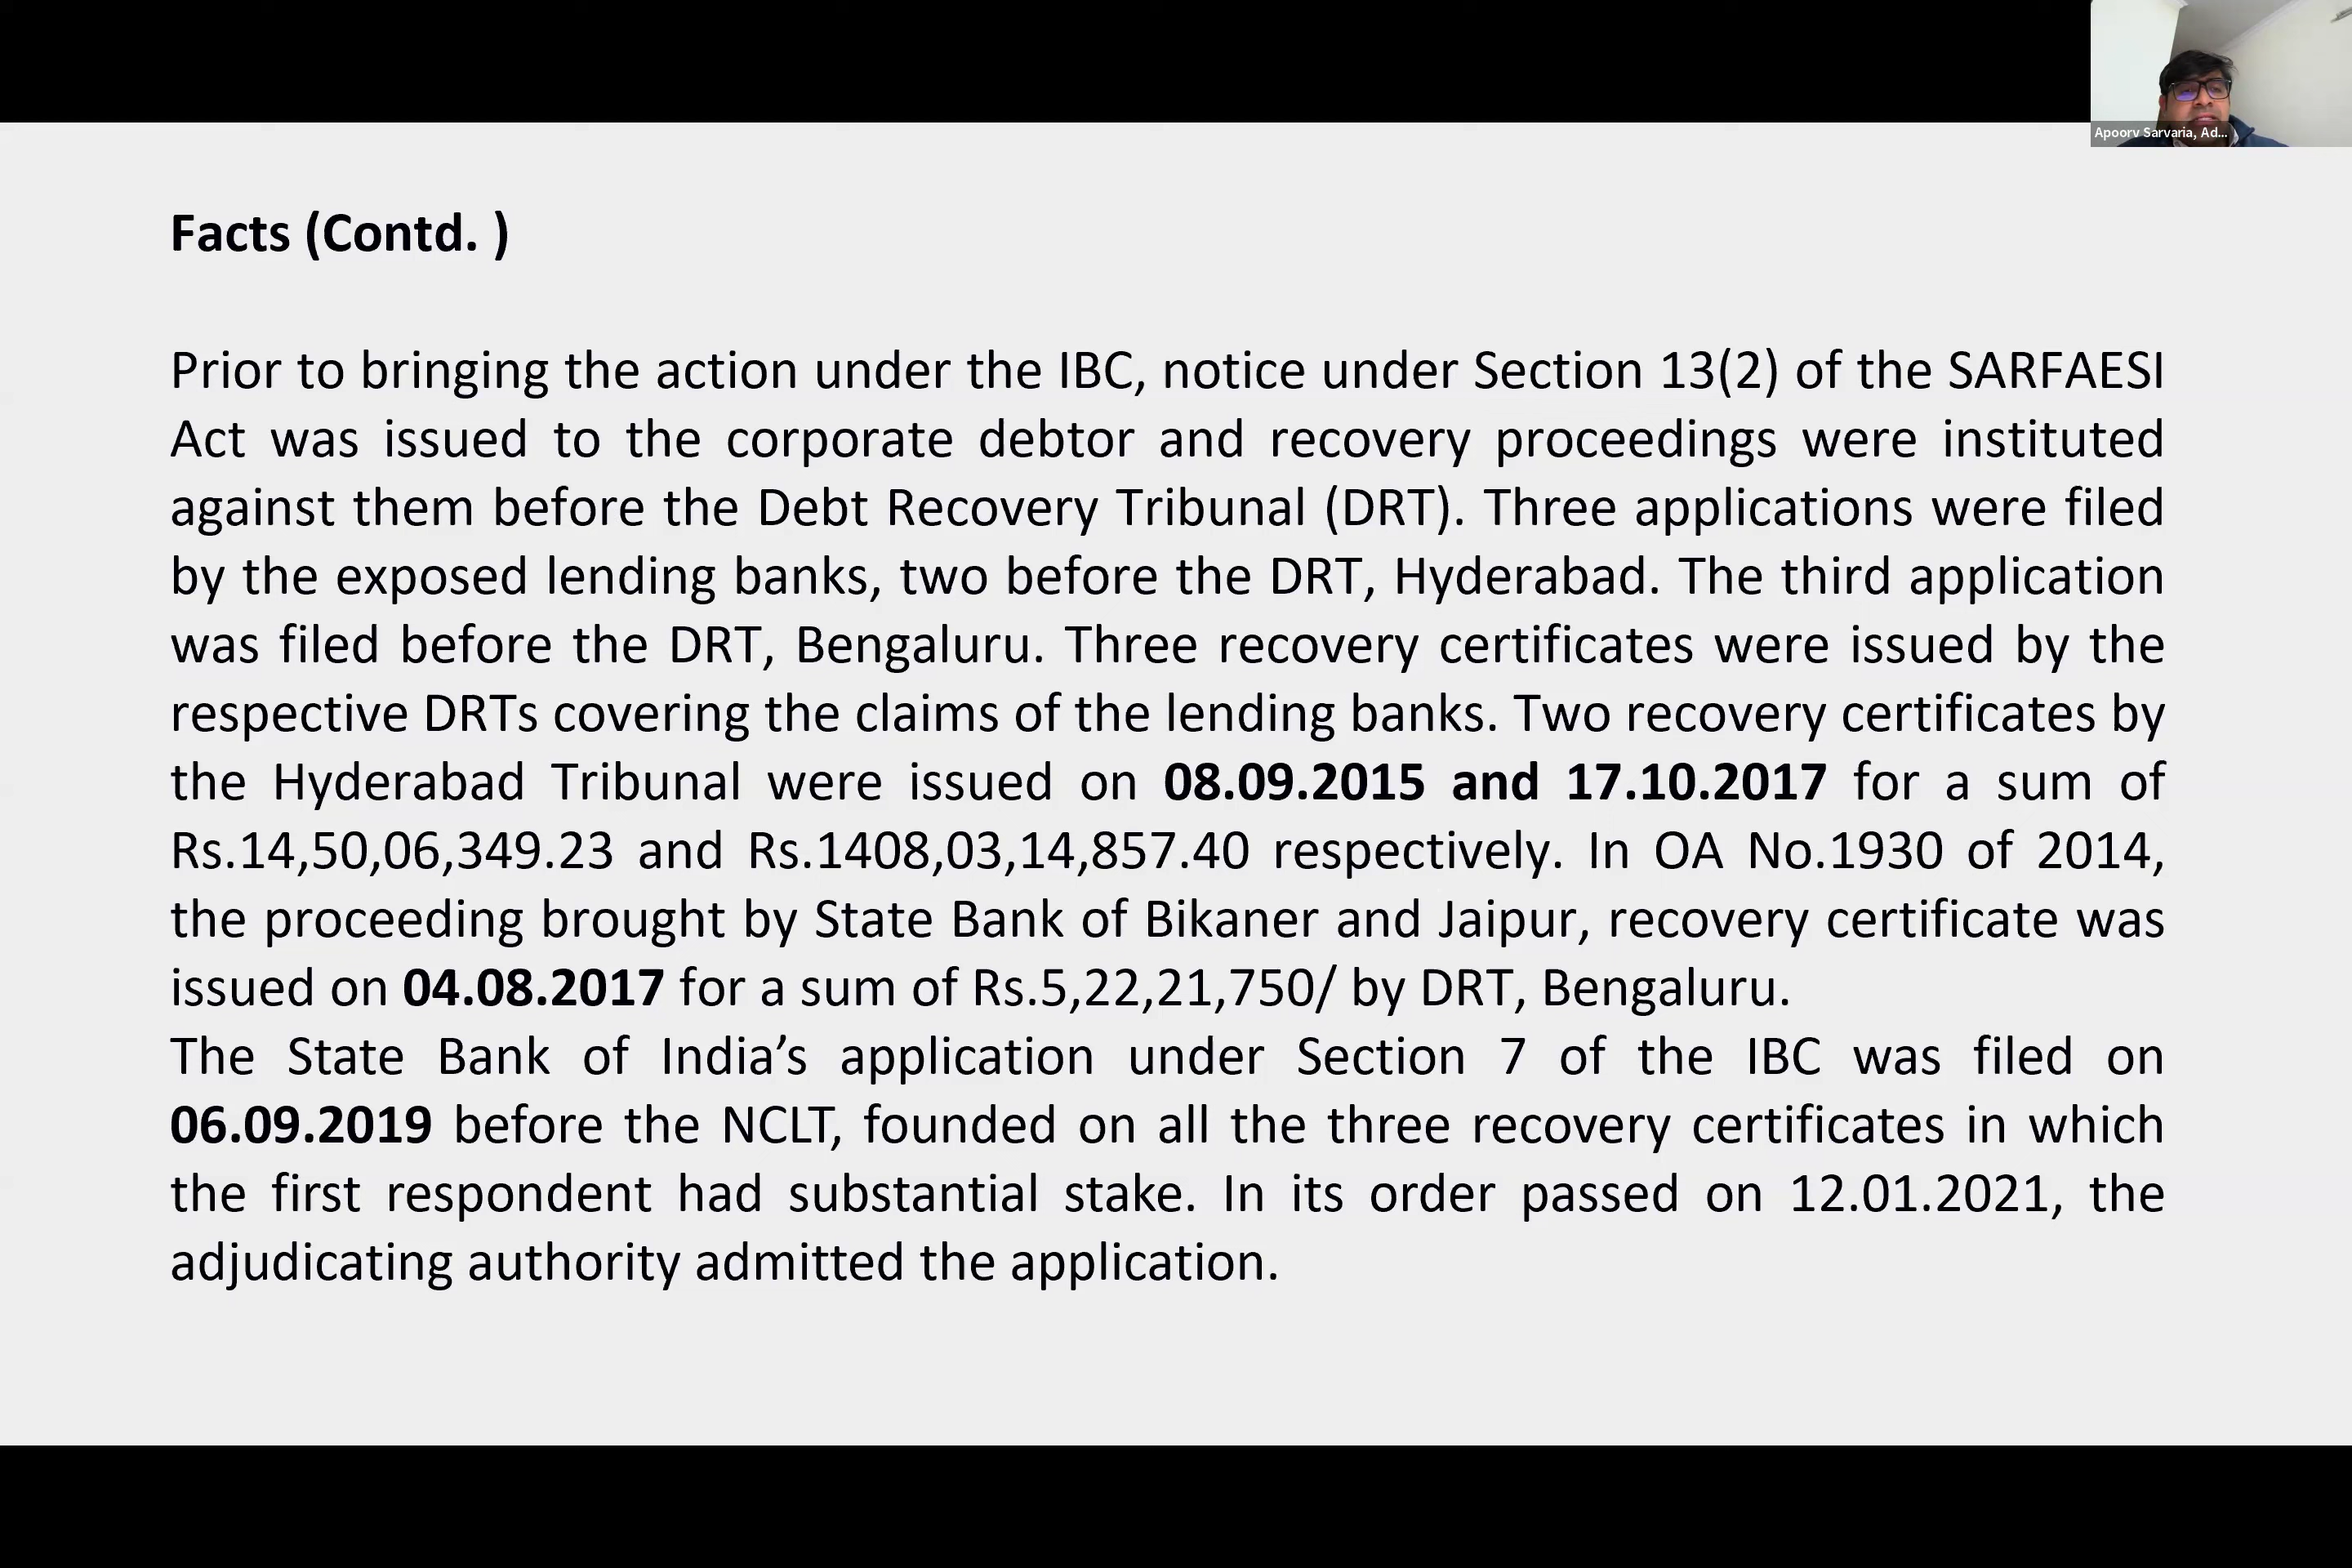 Apoorv Sarvaria, Ad...
Facts (Contd. )
Prior to bringing the action under the IBC, notice under Section 13(2) of the SARFAESI
Act was issued to the corporate debtor and recovery proceedings were instituted
against them before the Debt Recovery Tribunal (DRT). Three applications were filed
by the exposed lending banks, two before the DRT, Hyderabad. The third application
was filed before the DRT, Bengaluru. Three recovery certificates were issued by the
respective DRTs covering the claims of the lending banks. Two recovery certificates by
the Hyderabad Tribunal were issued on 08.09.2015 and 17.10.2017 for a sum of
Rs.14,50,06,349.23 and Rs.1408,03,14,857.40 respectively. In OA No.1930 of 2014,
the proceeding brought by State Bank of Bikaner and Jaipur, recovery certificate was
issued on 04.08.2017 for a sum of Rs.5,22,21,750/ by DRT, Bengaluru.
The State Bank of India’s application under Section 7 of the IBC was filed on
06.09.2019 before the NCLT, founded on all the three recovery certificates in which
the first respondent had substantial stake. In its order passed on 12.01.2021, the
adjudicating authority admitted the application.